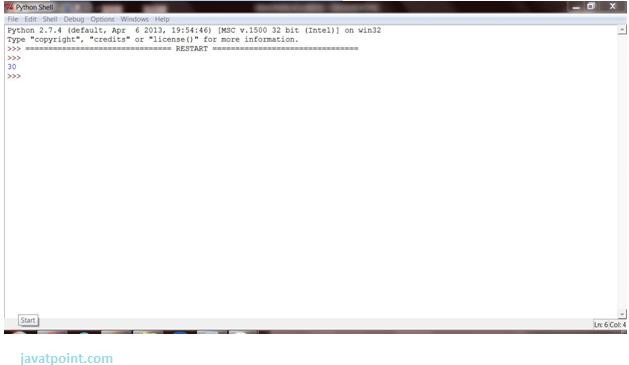 Python Shell
File Edit Shell Debug Options Windows Help
Python 2.7.4 (default, Apr  6 2013, 19:54:46) [MSC v.1500 32 bit (Intel)] on win32
Type "copyright", "credits" or "license()" for more information.
>>> ================================ RESTART ================================
>>>
30
>>>
Start
Ln: 6 Col: 4
javatpoint.com